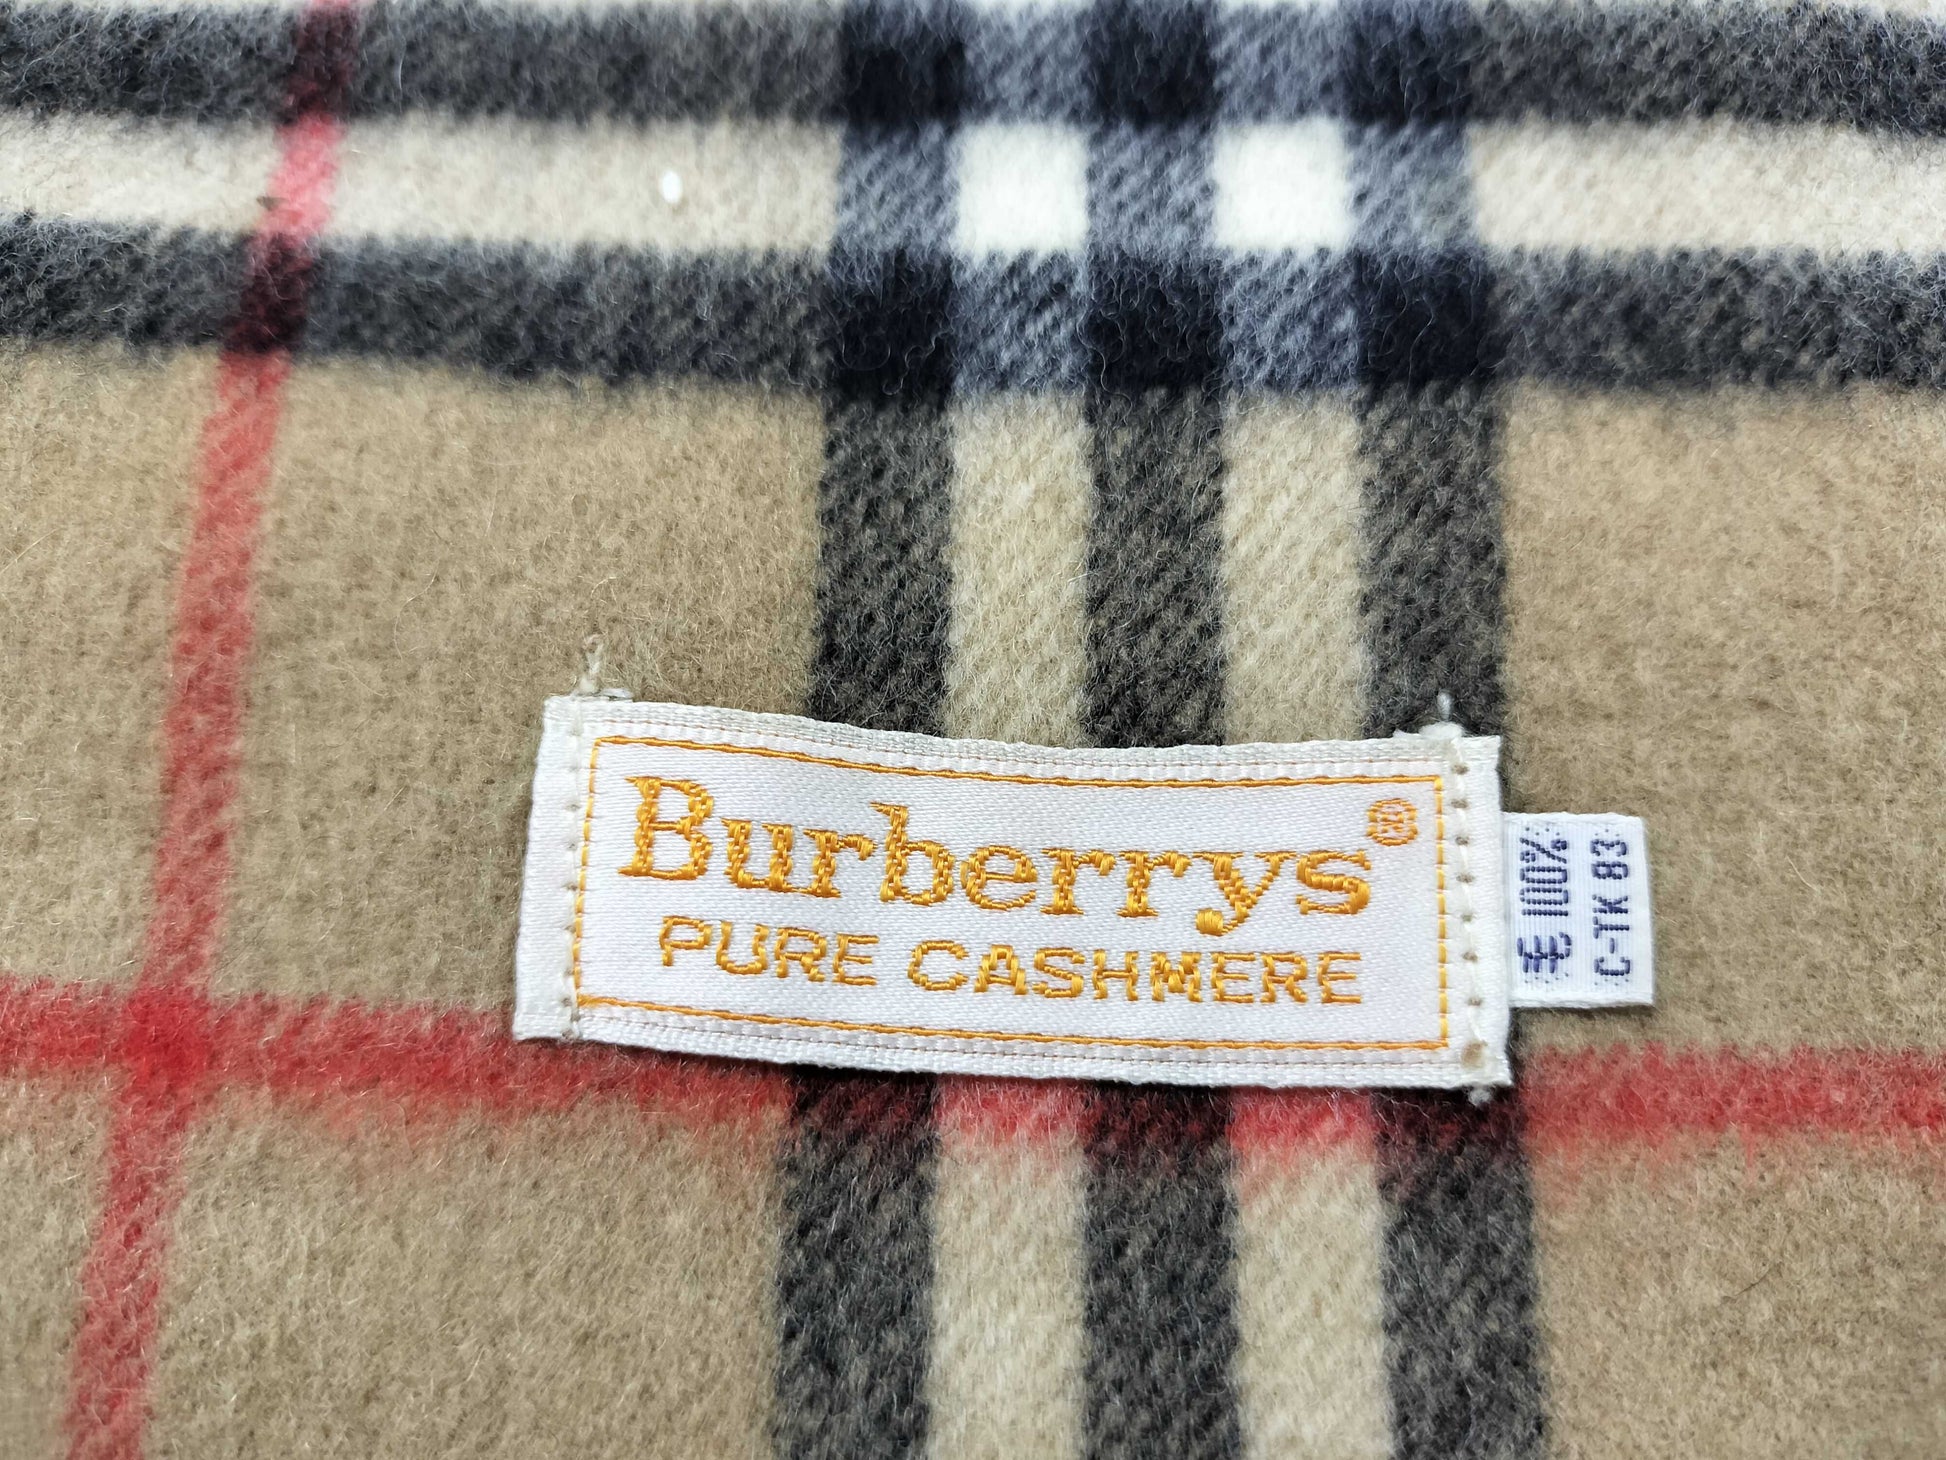 Burberrys®
PURE CASHMERE
毛 100%
C-TK 83